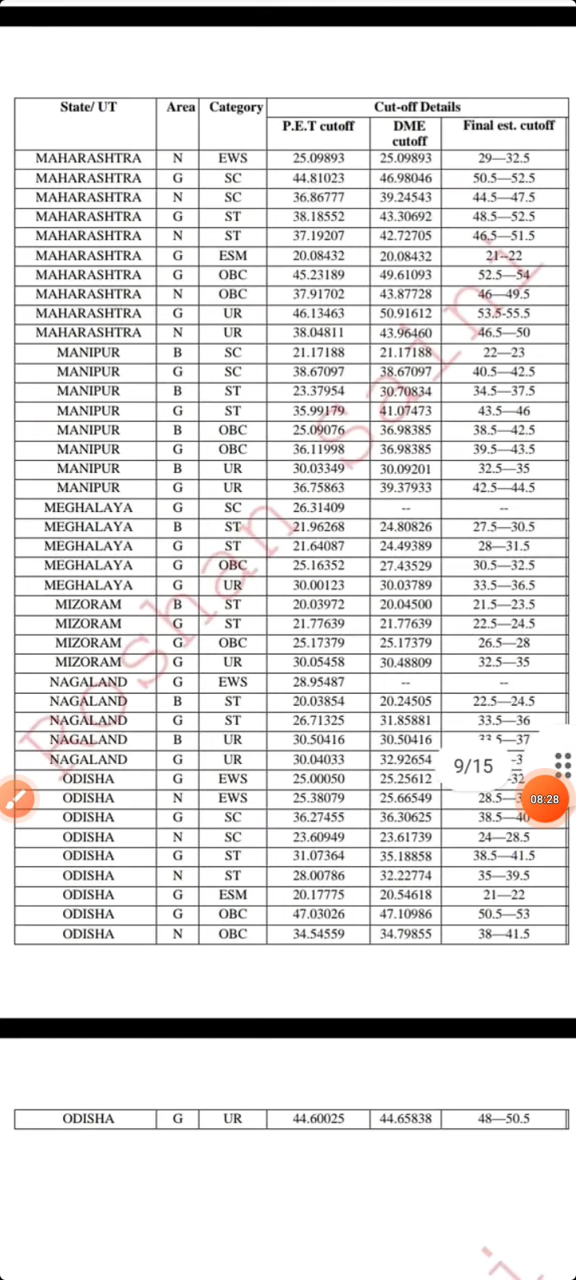 State/ UT Area Category Cut-off Details
P.E.T cutoff DME cutoff Final est. cutoff
MAHARASHTRA N EWS 25.09893 25.09893 29—32.5
MAHARASHTRA G SC 44.81023 46.98046 50.5—52.5
MAHARASHTRA N SC 36.86777 39.24543 44.5—47.5
MAHARASHTRA G ST 38.18552 43.30692 48.5—52.5
MAHARASHTRA N ST 37.19207 42.72705 46.5—51.5
MAHARASHTRA G ESM 20.08432 20.08432 21--22
MAHARASHTRA G OBC 45.23189 49.61093 52.5—54
MAHARASHTRA N OBC 37.91702 43.87728 46—49.5
MAHARASHTRA G UR 46.13463 50.91612 53.5-55.5
MAHARASHTRA N UR 38.04811 43.96460 46.5—50
MANIPUR B SC 21.17188 21.17188 22—23
MANIPUR G SC 38.67097 38.67097 40.5—42.5
MANIPUR B ST 23.37954 30.70834 34.5—37.5
MANIPUR G ST 35.99179 41.07473 43.5—46
MANIPUR B OBC 25.09076 36.98385 38.5—42.5
MANIPUR G OBC 36.11998 36.98385 39.5—43.5
MANIPUR B UR 30.03349 30.09201 32.5—35
MANIPUR G UR 36.75863 39.37933 42.5—44.5
MEGHALAYA G SC 26.31409 -- --
MEGHALAYA B ST 21.96268 24.80826 27.5—30.5
MEGHALAYA G ST 21.64087 24.49389 28—31.5
MEGHALAYA G OBC 25.16352 27.43529 30.5—32.5
MEGHALAYA G UR 30.00123 30.03789 33.5—36.5
MIZORAM B ST 20.03972 20.04500 21.5—23.5
MIZORAM G ST 21.77639 21.77639 22.5—24.5
MIZORAM G OBC 25.17379 25.17379 26.5—28
MIZORAM G UR 30.05458 30.48809 32.5—35
NAGALAND G EWS 28.95487 -- --
NAGALAND B ST 20.03854 20.24505 22.5—24.5
NAGALAND G ST 26.71325 31.85881 33.5—36
NAGALAND B UR 30.50416 30.50416
NAGALAND G UR 30.04033 32.92654
9/15
ODISHA G EWS 25.00050 25.25612
ODISHA N EWS 25.38079 25.66549
08:28
ODISHA G SC 36.27455 36.30625 38.5—40
ODISHA N SC 23.60949 23.61739 24—28.5
ODISHA G ST 31.07364 35.18858 38.5—41.5
ODISHA N ST 28.00786 32.22774 35—39.5
ODISHA G ESM 20.17775 20.54618 21—22
ODISHA G OBC 47.03026 47.10986 50.5—53
ODISHA N OBC 34.54559 34.79855 38—41.5
Roshan Saini
ODISHA G UR 44.60025 44.65838 48—50.5